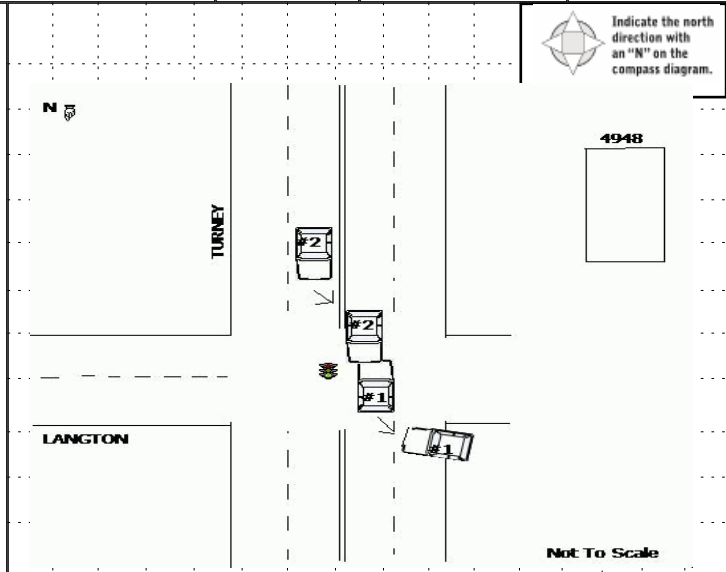 Indicate the north
direction with
an “N” on the
compass diagram.
N
4948
TURNEY
#2
#2
#1
LANGTON
#1
Not To Scale